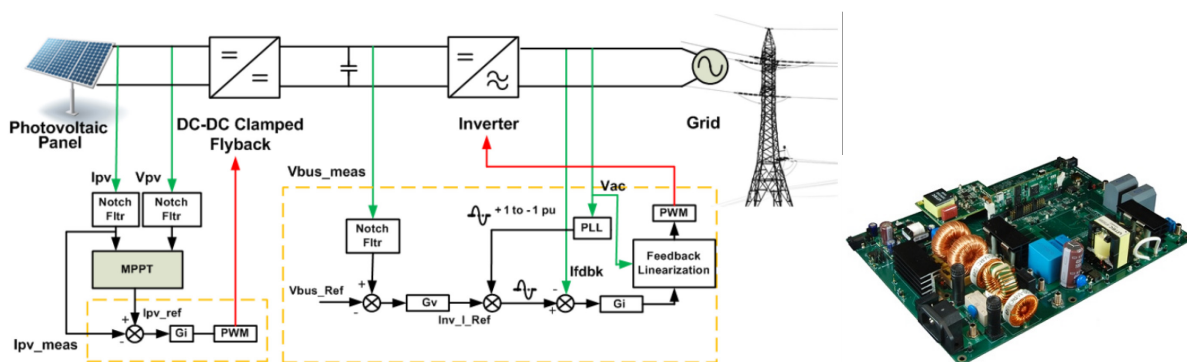 Photovoltaic
Panel
DC-DC Clamped
Flyback
Inverter
Grid
Ipv
Vpv
Vbus_meas
Vac
Notch
Fltr
Notch
Fltr
+ 1 to - 1 pu
PWM
Notch
Fltr
PLL
MPPT
Ifdbk
Feedback
Linearization
+
-
Vbus_Ref
+
-
Gv
Inv_I_Ref
-
+
Gi
Ipv_ref
+
-
Gi
PWM
Ipv_meas